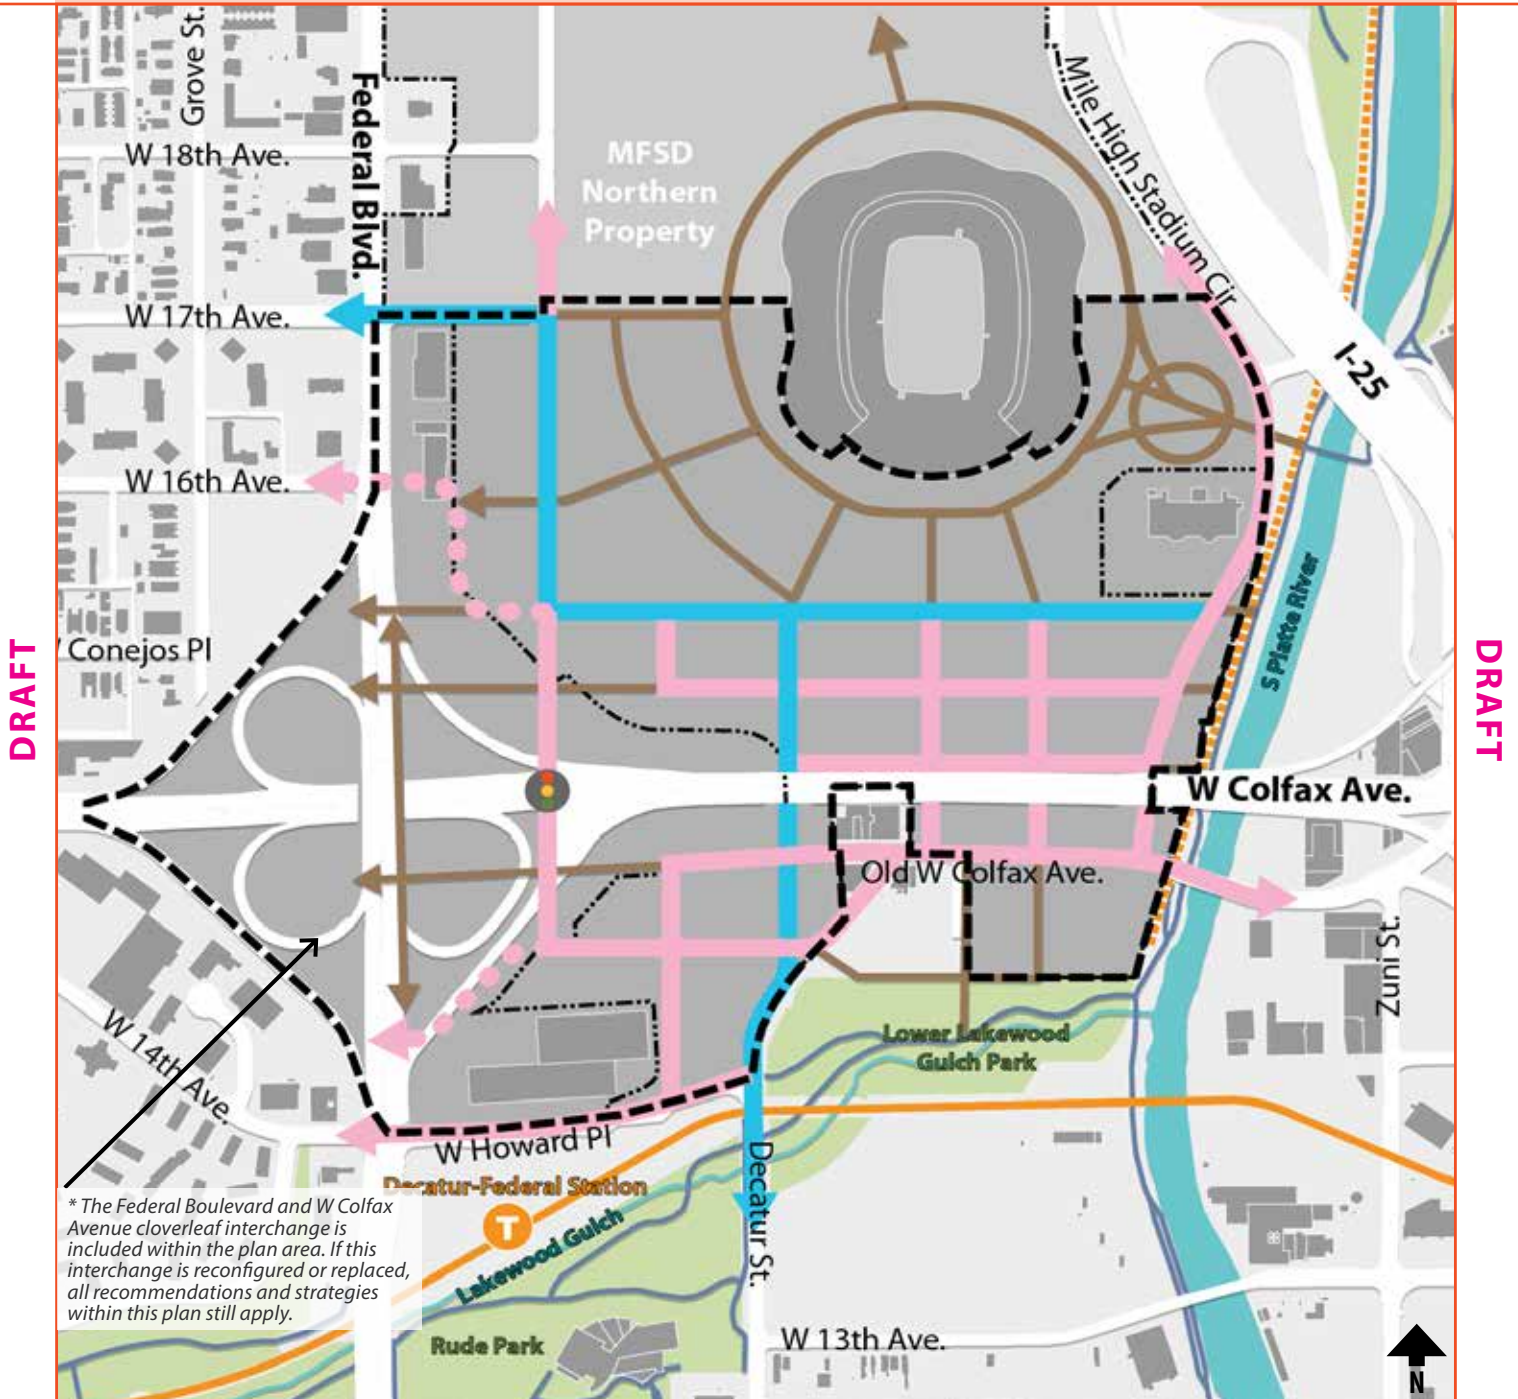 Grove St.
Federal Blvd.
W 18th Ave.
MFSD
Northern
Property
Mile High Stadium Cir
I-25
W 17th Ave.
W 16th Ave.
S Platte River
Conejos Pl
DRAFT
DRAFT
W Colfax Ave.
Old W Colfax Ave.
Zuni St.
W 14th Ave.
Lower Lakewood
Gulch Park
W Howard Pl
Decatur-Federal Station
T
Decatur St.
Lakewood Gulch
* The Federal Boulevard and W Colfax
Avenue cloverleaf interchange is
included within the plan area. If this
interchange is reconfigured or replaced,
all recommendations and strategies
within this plan still apply.
Rude Park
W 13th Ave.
N